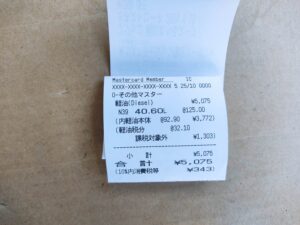 Mastercard Member 1C
XXXX-XXXX-XXXX-XXXX 5 25/10 0000
0-その他マスター
軽油(Diesel) ¥5,075
N39 40.60L @125.00
(内軽油本体 @92.90 ¥3,772)
(軽油税分 @32.10
課税対象外 ¥1,303)
小 計 ¥5,075
合 計 ¥5,075
(10%内消費税等 ¥343)